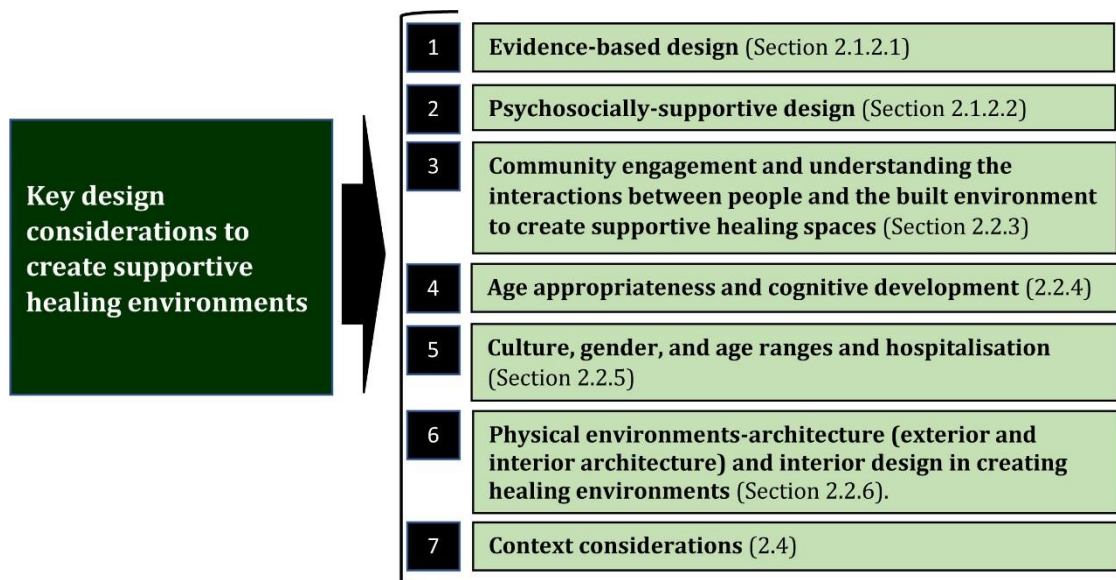 Key design
considerations to
create supportive
healing environments
1
Evidence-based design (Section 2.1.2.1)
2
Psychosocially-supportive design (Section 2.1.2.2)
3
Community engagement and understanding the
interactions between people and the built environment
to create supportive healing spaces (Section 2.2.3)
4
Age appropriateness and cognitive development (2.2.4)
5
Culture, gender, and age ranges and hospitalisation
(Section 2.2.5)
6
Physical environments-architecture (exterior and
interior architecture) and interior design in creating
healing environments (Section 2.2.6).
7
Context considerations (2.4)